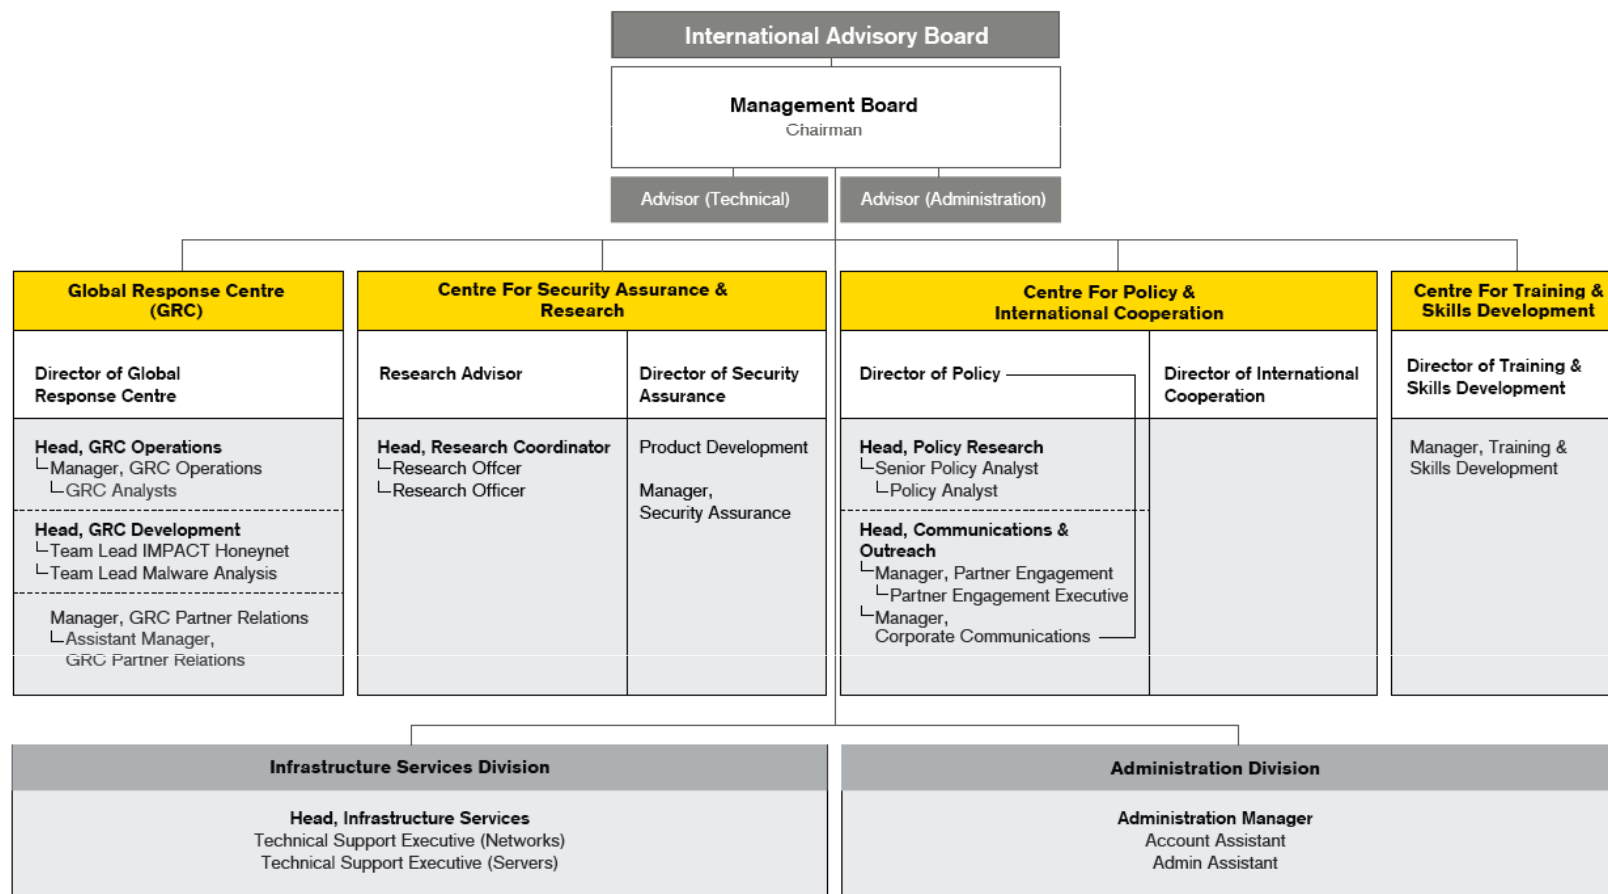 International Advisory Board
Management Board
Chairman
Advisor (Technical)
Advisor (Administration)
Global Response Centre
(GRC)
Director of Global
Response Centre
Head, GRC Operations
Manager, GRC Operations
GRC Analysts
Head, GRC Development
Team Lead IMPACT Honeynet
Team Lead Malware Analysis
Manager, GRC Partner Relations
Assistant Manager,
GRC Partner Relations
Centre For Security Assurance &
Research
Research Advisor
Head, Research Coordinator
Research Offcer
Research Officer
Director of Security
Assurance
Product Development
Manager,
Security Assurance
Centre For Policy &
International Cooperation
Director of Policy
Head, Policy Research
Senior Policy Analyst
Policy Analyst
Head, Communications &
Outreach
Manager, Partner Engagement
Partner Engagement Executive
Manager,
Corporate Communications
Director of International
Cooperation
Centre For Training &
Skills Development
Director of Training &
Skills Development
Manager, Training &
Skills Development
Infrastructure Services Division
Head, Infrastructure Services
Technical Support Executive (Networks)
Technical Support Executive (Servers)
Administration Division
Administration Manager
Account Assistant
Admin Assistant